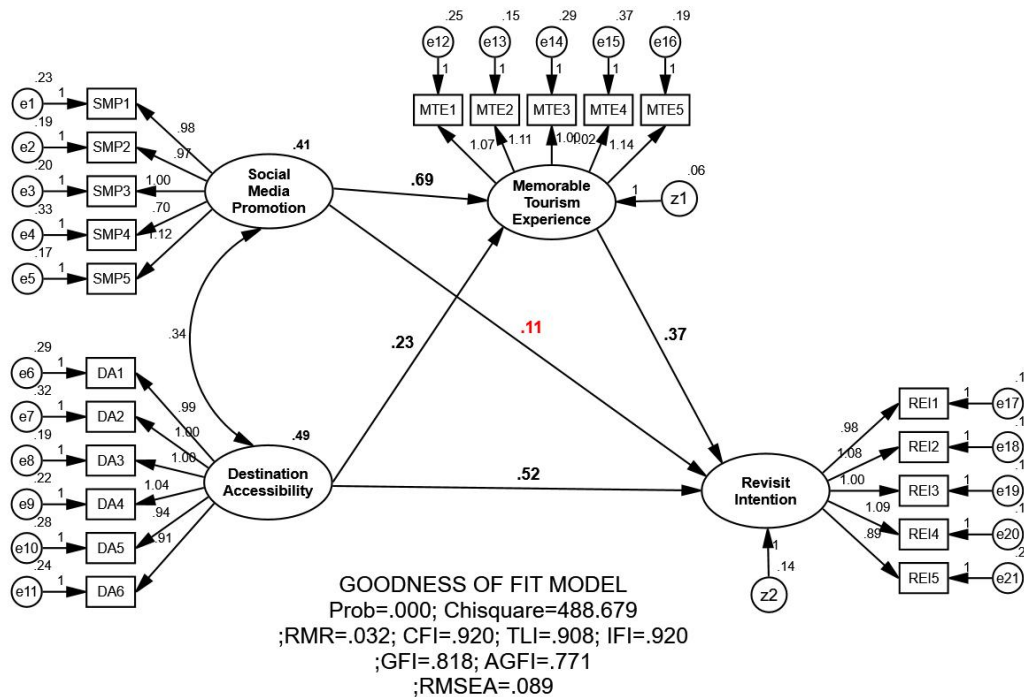 .25 .15 .29 .37 .19
e12 e13 e14 e15 e16
1 1 1 1 1
MTE1 MTE2 MTE3 MTE4 MTE5
1.07 1.11 1.00 1.02 1.14
.23
e1 1 SMP1 .98
.19
e2 1 SMP2 .97
.20
e3 1 SMP3 1.00
.33
e4 1 SMP4 .70
.17
e5 1 SMP5 1.12
.41
Social
Media
Promotion
.69
Memorable
Tourism
Experience
.06
1 z1
.34
.23
.11
.37
.29
e6 1 DA1 .99
.32
e7 1 DA2 1.00
.19
e8 1 DA3 1.00
.22
e9 1 DA4 1.04
.28
e10 1 DA5 .94
.24
e11 1 DA6 .91
.49
Destination
Accessibility
.52
Revisit
Intention
.98 REI1 1 e17
1.08 REI2 1 e18
1.00 REI3 1 e19
1.09 REI4 1 e20
.89 REI5 1 e21
1
.14
z2
GOODNESS OF FIT MODEL
Prob=.000; Chisquare=488.679
;RMR=.032; CFI=.920; TLI=.908; IFI=.920
;GFI=.818; AGFI=.771
;RMSEA=.089